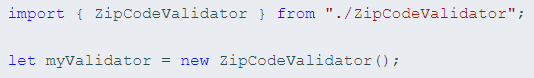 import { ZipCodeValidator } from "./ZipCodeValidator";
let myValidator = new ZipCodeValidator();